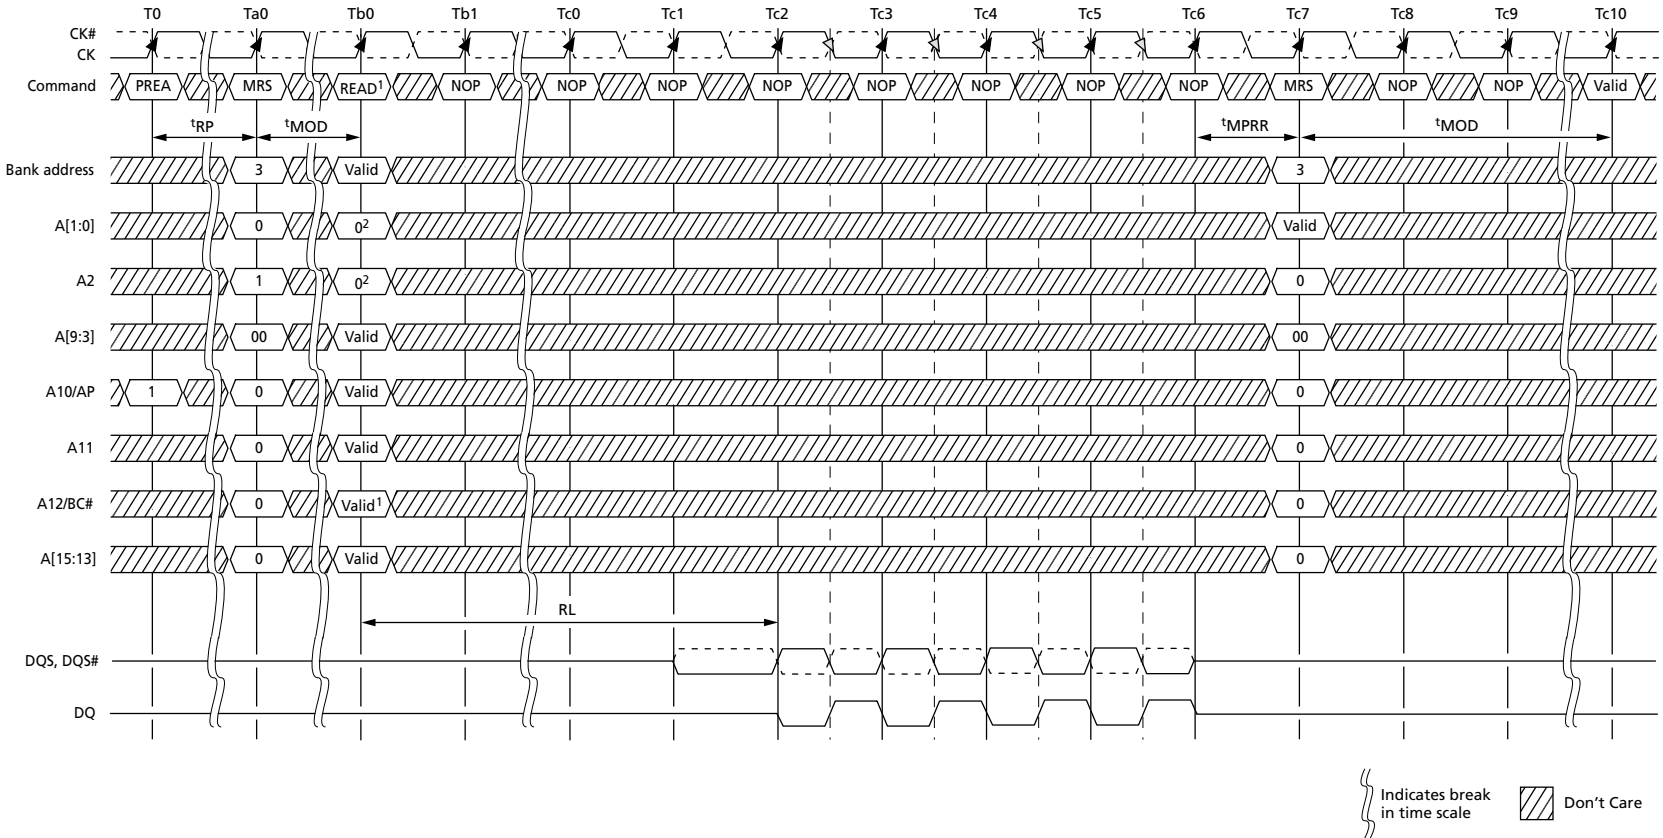 T0 Ta0 Tb0 Tb1 Tc0 Tc1 Tc2 Tc3 Tc4 Tc5 Tc6 Tc7 Tc8 Tc9 Tc10
CK#
CK
Command PREA MRS READ1 NOP NOP NOP NOP NOP NOP NOP NOP MRS NOP NOP Valid
tRP tMOD tMPRR tMOD
Bank address 3 Valid 3
A[1:0] 0 02 Valid
A2 1 02 0
A[9:3] 00 Valid 00
A10/AP 1 0 Valid 0
A11 0 Valid 0
A12/BC# 0 Valid1 0
A[15:13] 0 Valid 0
RL
DQS, DQS#
DQ
Indicates break
in time scale
Don't Care